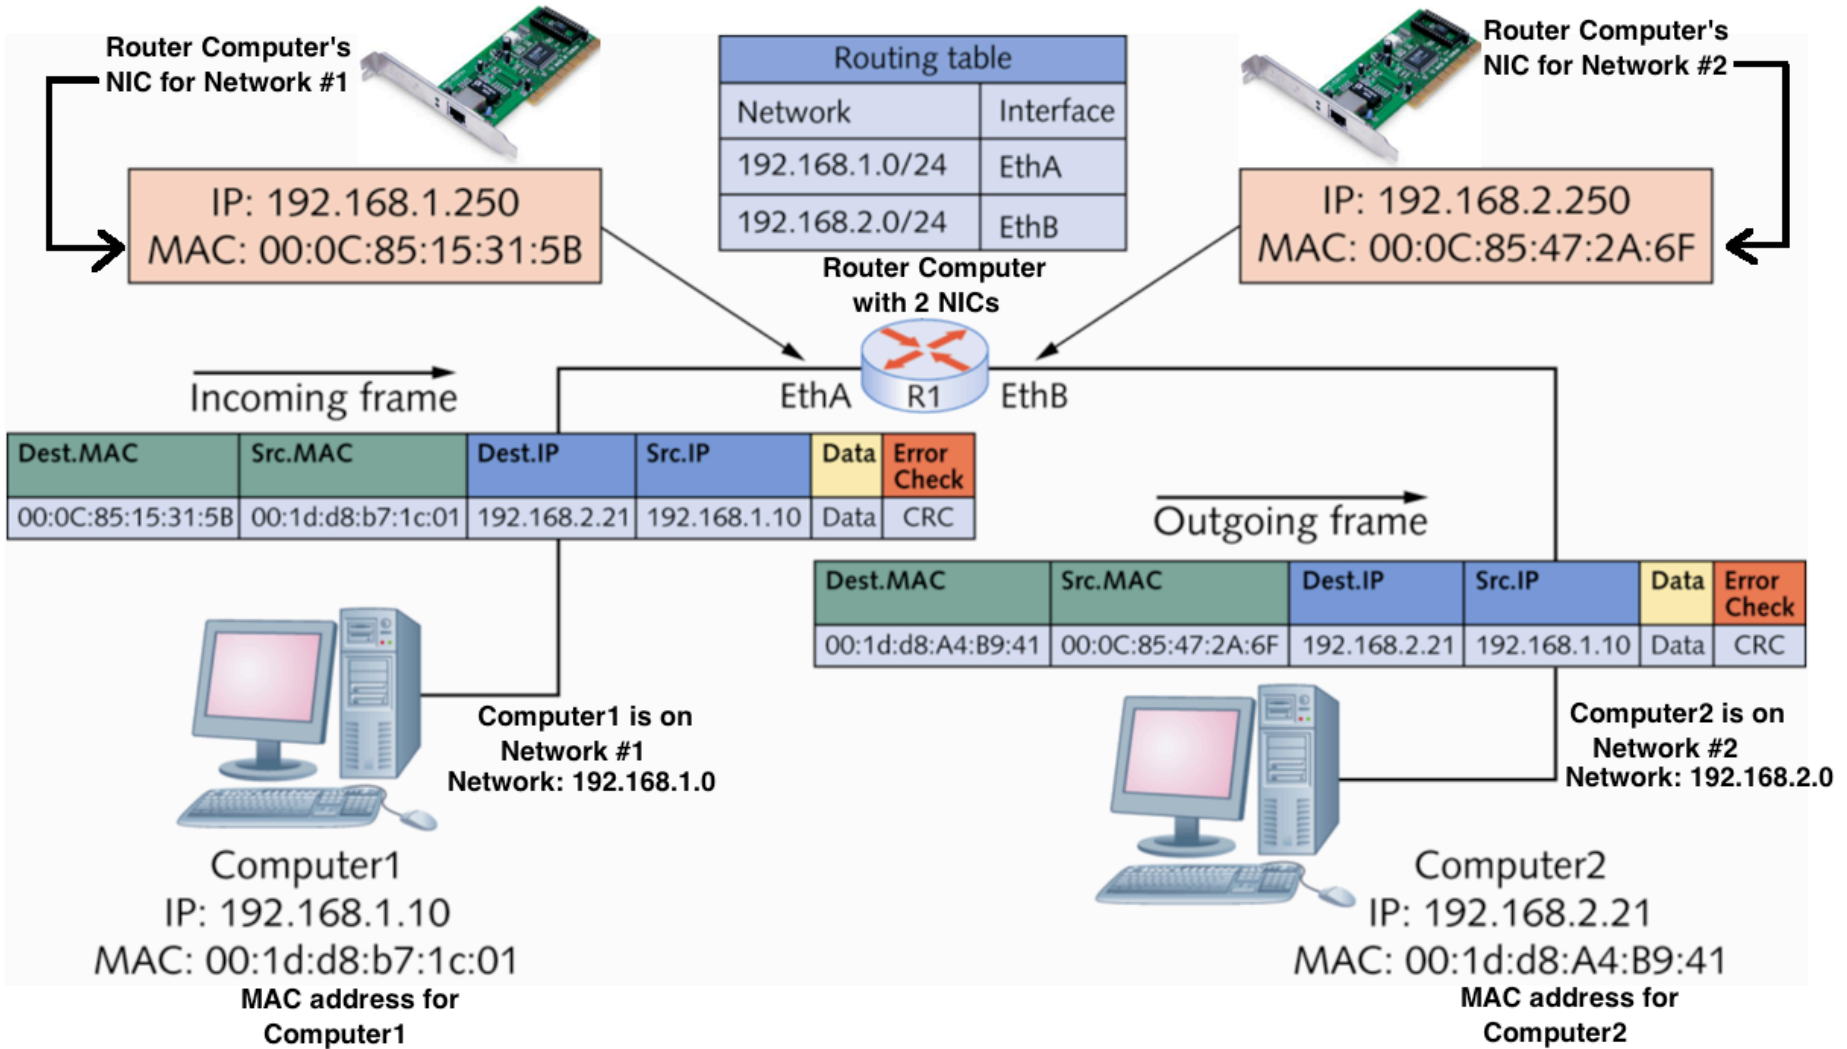 Router Computer's
NIC for Network #1
IP: 192.168.1.250
MAC: 00:0C:85:15:31:5B
Routing table
Network Interface
192.168.1.0/24 EthA
192.168.2.0/24 EthB
Router Computer
with 2 NICs
Router Computer's
NIC for Network #2
IP: 192.168.2.250
MAC: 00:0C:85:47:2A:6F
EthA R1 EthB
Incoming frame
Dest.MAC Src.MAC Dest.IP Src.IP Data Error
Check
00:0C:85:15:31:5B 00:1d:d8:b7:1c:01 192.168.2.21 192.168.1.10 Data CRC
Outgoing frame
Dest.MAC Src.MAC Dest.IP Src.IP Data Error
Check
00:1d:d8:A4:B9:41 00:0C:85:47:2A:6F 192.168.2.21 192.168.1.10 Data CRC
Computer1 is on
Network #1
Network: 192.168.1.0
Computer1
IP: 192.168.1.10
MAC: 00:1d:d8:b7:1c:01
MAC address for
Computer1
Computer2 is on
Network #2
Network: 192.168.2.0
Computer2
IP: 192.168.2.21
MAC: 00:1d:d8:A4:B9:41
MAC address for
Computer2